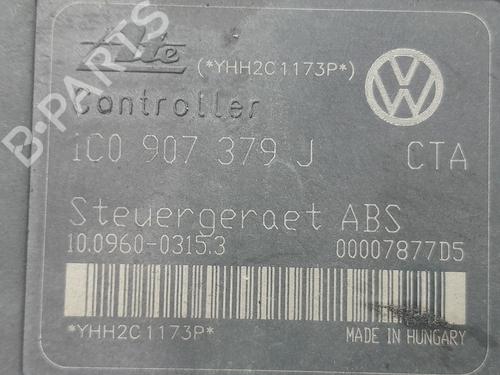 Ate (*YHH2C1173P*)
Controller
1C0 907 379 J CTA
Steuergeraet ABS
10.0960-0315.3 00007877D5
*YHH2C1173P* MADE IN HUNGARY
B-PARTS